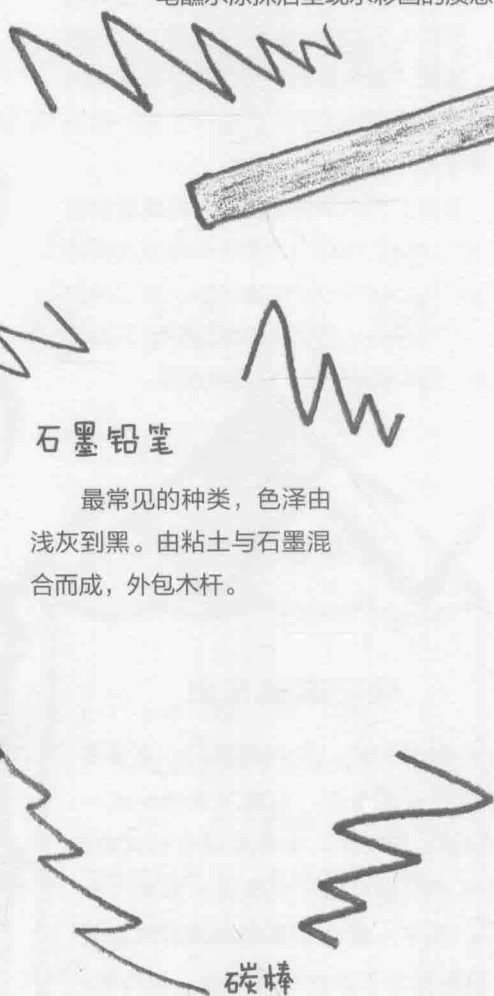 石墨铅笔
最常见的种类，色泽由
浅灰到黑。由粘土与石墨混
合而成，外包木杆。
碳棒